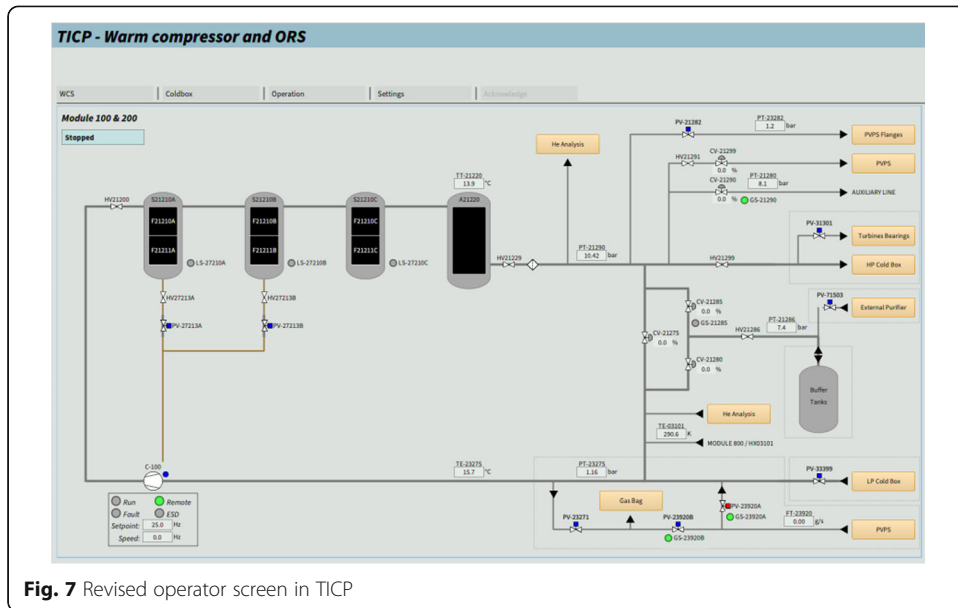 TICP - Warm compressor and ORS
WCS
Coldbox
Operation
Settings
Acknowledge
Module 100 & 200
Stopped
He Analysis
PV-21282
PT-23282
1.2 bar
PVPS Flanges
HV21291
CV-21299
0.0 %
PVPS
CV-21290
0.0 %
PT-21280
8.1 bar
GS-21290
AUXILIARY LINE
TT-21220
13.9 °C
HV21200
S21210A
S21210B
S21210C
A21220
F21210A
F21210B
F21210C
F21211A
F21211B
F21211C
LS-27210A
LS-27210B
LS-27210C
HV21229
PT-21290
10.42 bar
HV21299
PV-31301
Turbines Bearings
HP Cold Box
HV27213A
HV27213B
PV-27213A
PV-27213B
CV-21285
0.0 %
GS-21285
CV-21275
0.0 %
CV-21280
0.0 %
HV21286
PT-21286
7.4 bar
PV-71503
External Purifier
Buffer
Tanks
He Analysis
TE-03101
290.6 K
MODULE 800 / HX03101
C-100
TE-23275
15.7 °C
PT-23275
1.16 bar
PV-33399
LP Cold Box
Run
Remote
Fault
ESD
Setpoint: 25.0 Hz
Speed: 0.0 Hz
PV-23271
Gas Bag
PV-23920B
GS-23920B
PV-23920A
GS-23920A
FT-23920
0.00 g/s
PVPS
Fig. 7 Revised operator screen in TICP